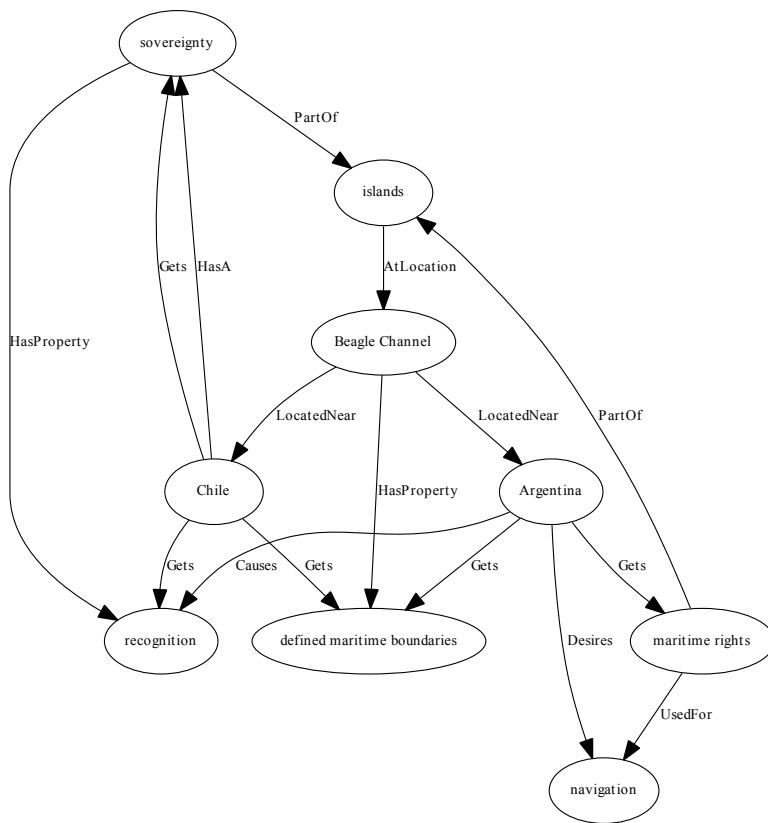 sovereignty
PartOf
islands
Gets
HasA
AtLocation
HasProperty
Beagle Channel
LocatedNear
LocatedNear
PartOf
Chile
HasProperty
Argentina
Gets
Causes
Gets
Gets
Gets
recognition
defined maritime boundaries
Desires
maritime rights
UsedFor
navigation